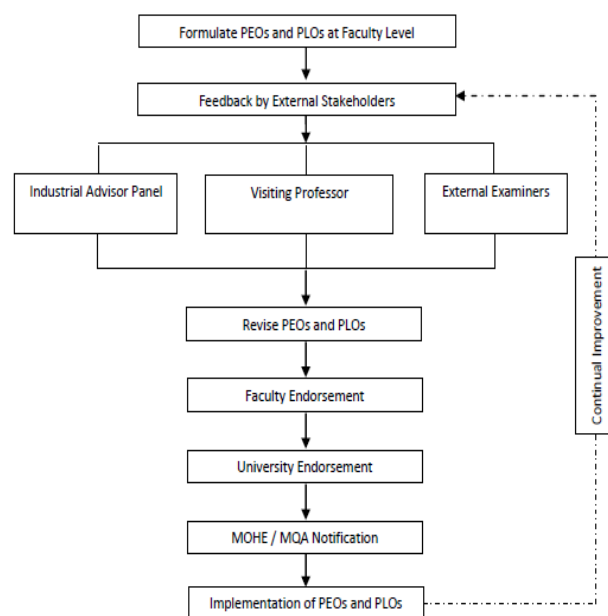 Formulate PEOs and PLOs at Faculty Level
Feedback by External Stakeholders
Industrial Advisor Panel
Visiting Professor
External Examiners
Revise PEOs and PLOs
Faculty Endorsement
University Endorsement
MOHE / MQA Notification
Implementation of PEOs and PLOs
Continual Improvement